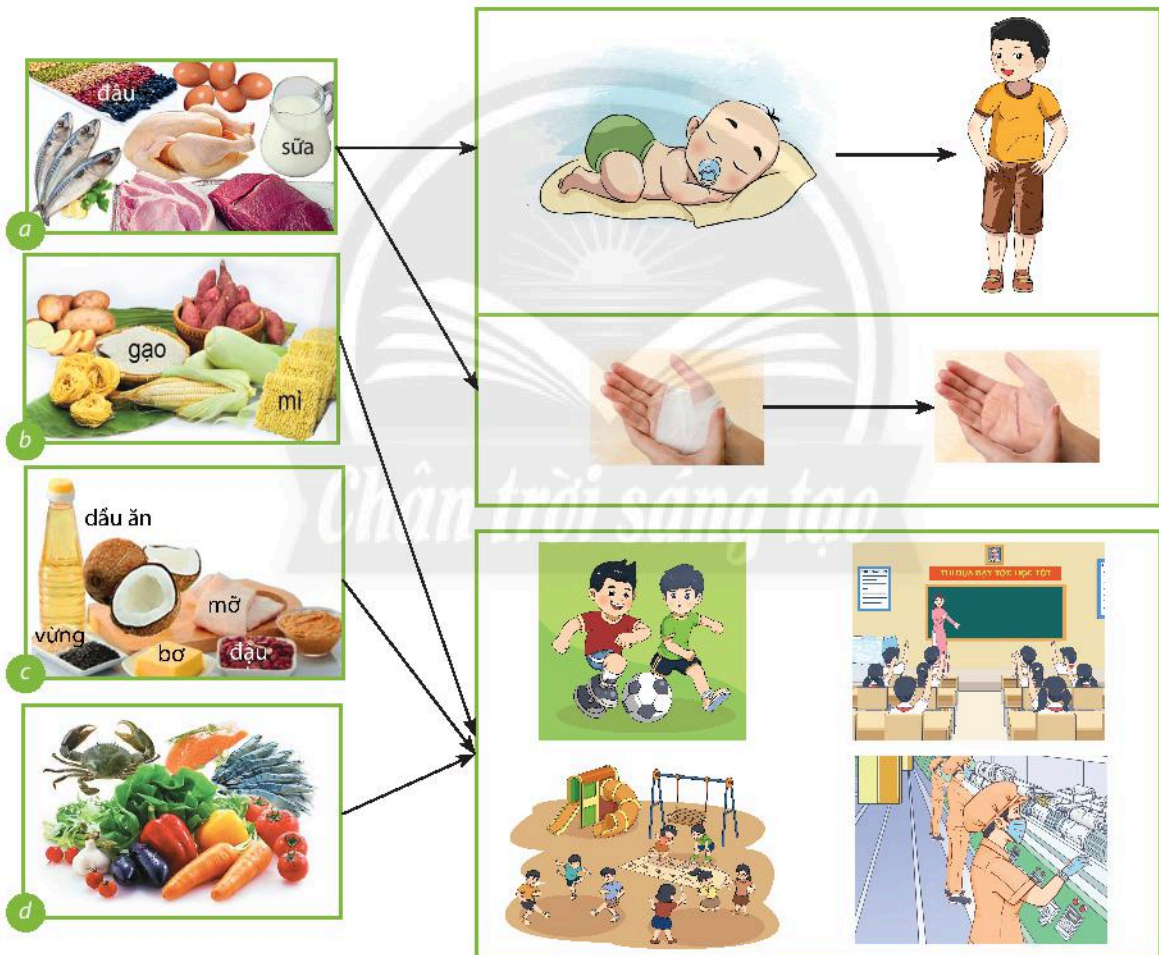 đậu
sữa
a
gạo
mì
b
dầu ăn
mỡ
vừng
bơ
đậu
c
d
Chân trời sáng tạo
THI ĐUA DẠY TỐT HỌC TỐT